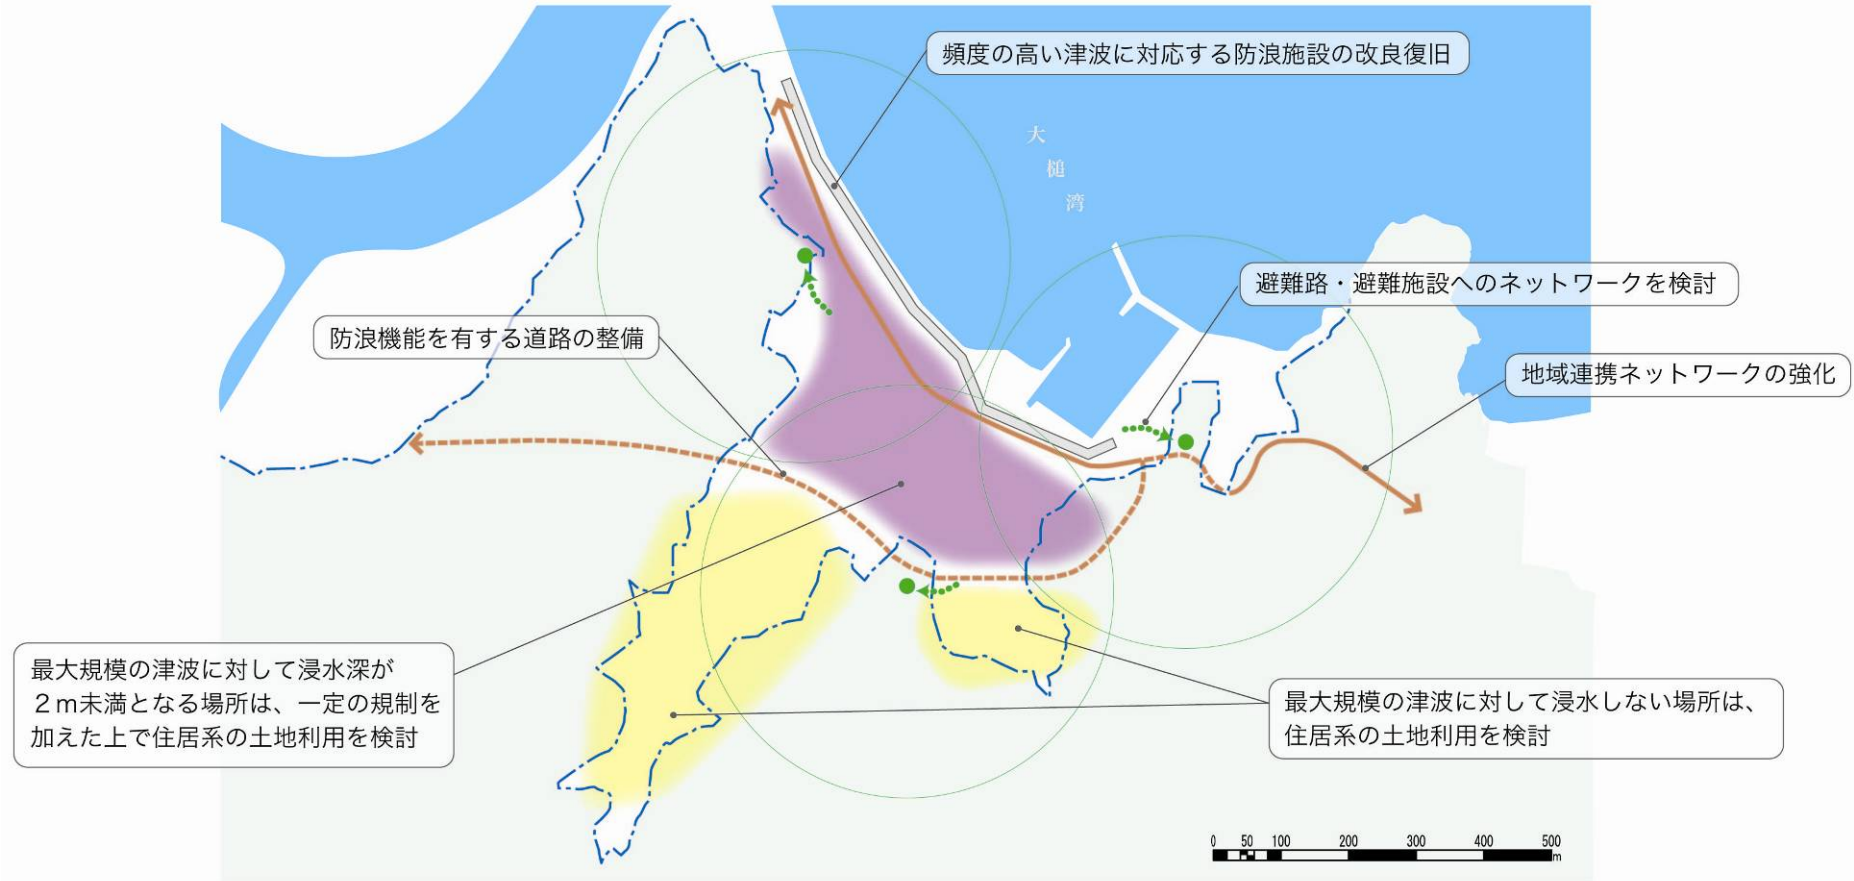 頻度の高い津波に対応する防浪施設の改良復旧
大槌湾
避難路・避難施設へのネットワークを検討
防浪機能を有する道路の整備
地域連携ネットワークの強化
最大規模の津波に対して浸水深が
２ｍ未満となる場所は、一定の規制を
加えた上で住居系の土地利用を検討
最大規模の津波に対して浸水しない場所は、
住居系の土地利用を検討
0 50 100 200 300 400 500
m